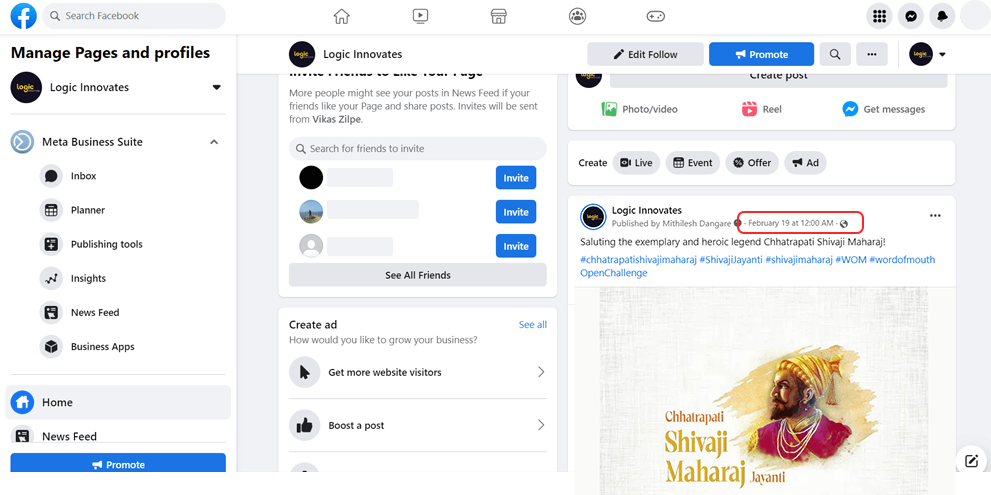 Search Facebook
Manage Pages and profiles
logic
Logic Innovates
Meta Business Suite
Inbox
Planner
Publishing tools
Insights
News Feed
Business Apps
Home
News Feed
Promote
logic
Logic Innovates
Edit Follow
Promote
logic
Invite Friends to Like Your Page
More people might see your posts in News Feed if your
friends like your Page and share posts. Invites will be sent
from Vikas Zilpe.
Search for friends to invite
Invite
Invite
Invite
See All Friends
Create ad
See all
How would you like to grow your business?
Get more website visitors
Boost a post
logic
Create post
Photo/video
Reel
Get messages
Create
Live
Event
Offer
Ad
logic
Logic Innovates
Published by Mithilesh Dangare · February 19 at 12:00 AM ·
Saluting the exemplary and heroic legend Chhatrapati Shivaji Maharaj!
#chhatrapatishivajimaharaj #ShivajiJayanti #shivajimaharaj #WOM #wordofmouth
OpenChallenge
Chhatrapati
Shivaji
Maharaj Jayanti